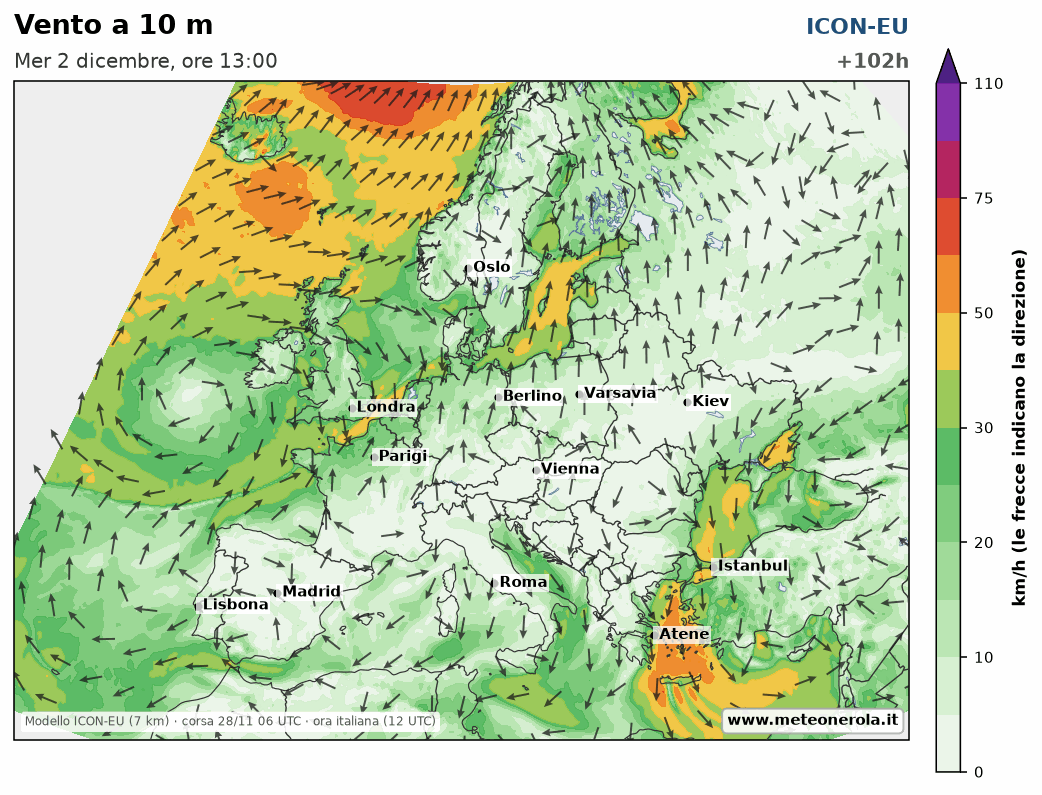 Vento a 10 m
ICON-EU
Mer 2 dicembre, ore 13:00
+102h
110
75
50
30
20
10
0
km/h (le frecce indicano la direzione)
Oslo
Londra
Berlino
Varsavia
Kiev
Parigi
Vienna
Istanbul
Roma
Madrid
Lisbona
Atene
Modello ICON-EU (7 km) · corsa 28/11 06 UTC · ora italiana (12 UTC)
www.meteonerola.it